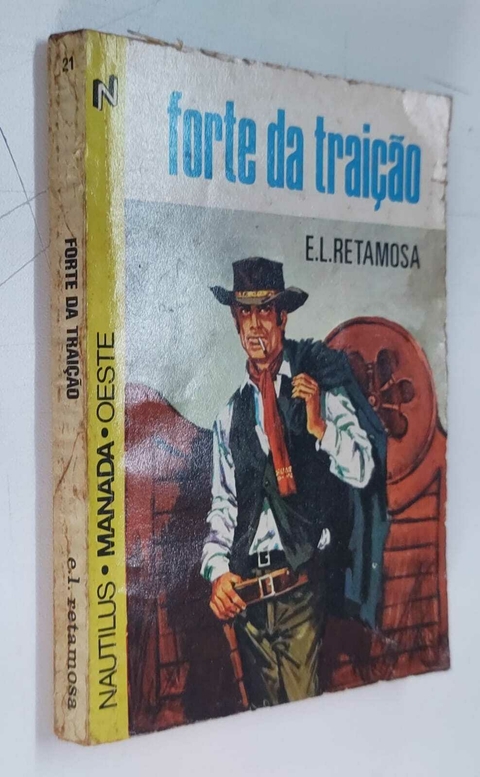 21
FORTE DA TRAIÇÃO
e.l. retamosa
N
NAUTILUS • MANADA • OESTE
forte da traição
E.L.RETAMOSA